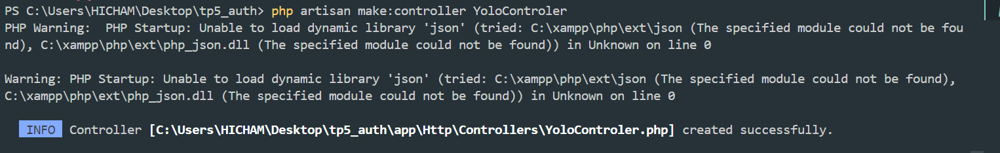 PS C:\Users\HICHAM\Desktop\tp5_auth> php artisan make:controller YoloControler
PHP Warning:  PHP Startup: Unable to load dynamic library 'json' (tried: C:\xampp\php\ext\json (The specified module could not be fou
nd), C:\xampp\php\ext\php_json.dll (The specified module could not be found)) in Unknown on line 0
Warning: PHP Startup: Unable to load dynamic library 'json' (tried: C:\xampp\php\ext\json (The specified module could not be found),
C:\xampp\php\ext\php_json.dll (The specified module could not be found)) in Unknown on line 0
INFO  Controller [C:\Users\HICHAM\Desktop\tp5_auth\app\Http\Controllers\YoloControler.php] created successfully.